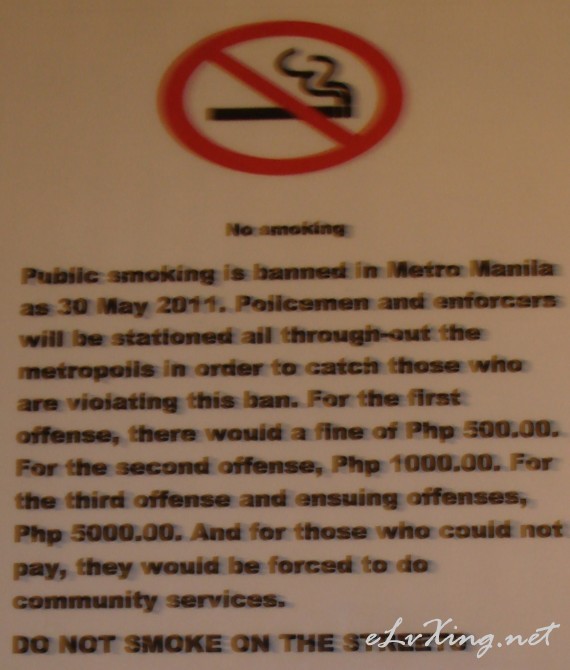 No smoking
Public smoking is banned in Metro Manila
as 30 May 2011. Policemen and enforcers
will be stationed all through-out the
metropolis in order to catch those who
are violating this ban. For the first
offense, there would a fine of Php 500.00.
For the second offense, Php 1000.00. For
the third offense and ensuing offenses,
Php 5000.00. And for those who could not
pay, they would be forced to do
community services.
DO NOT SMOKE ON THE
eLvXing.net